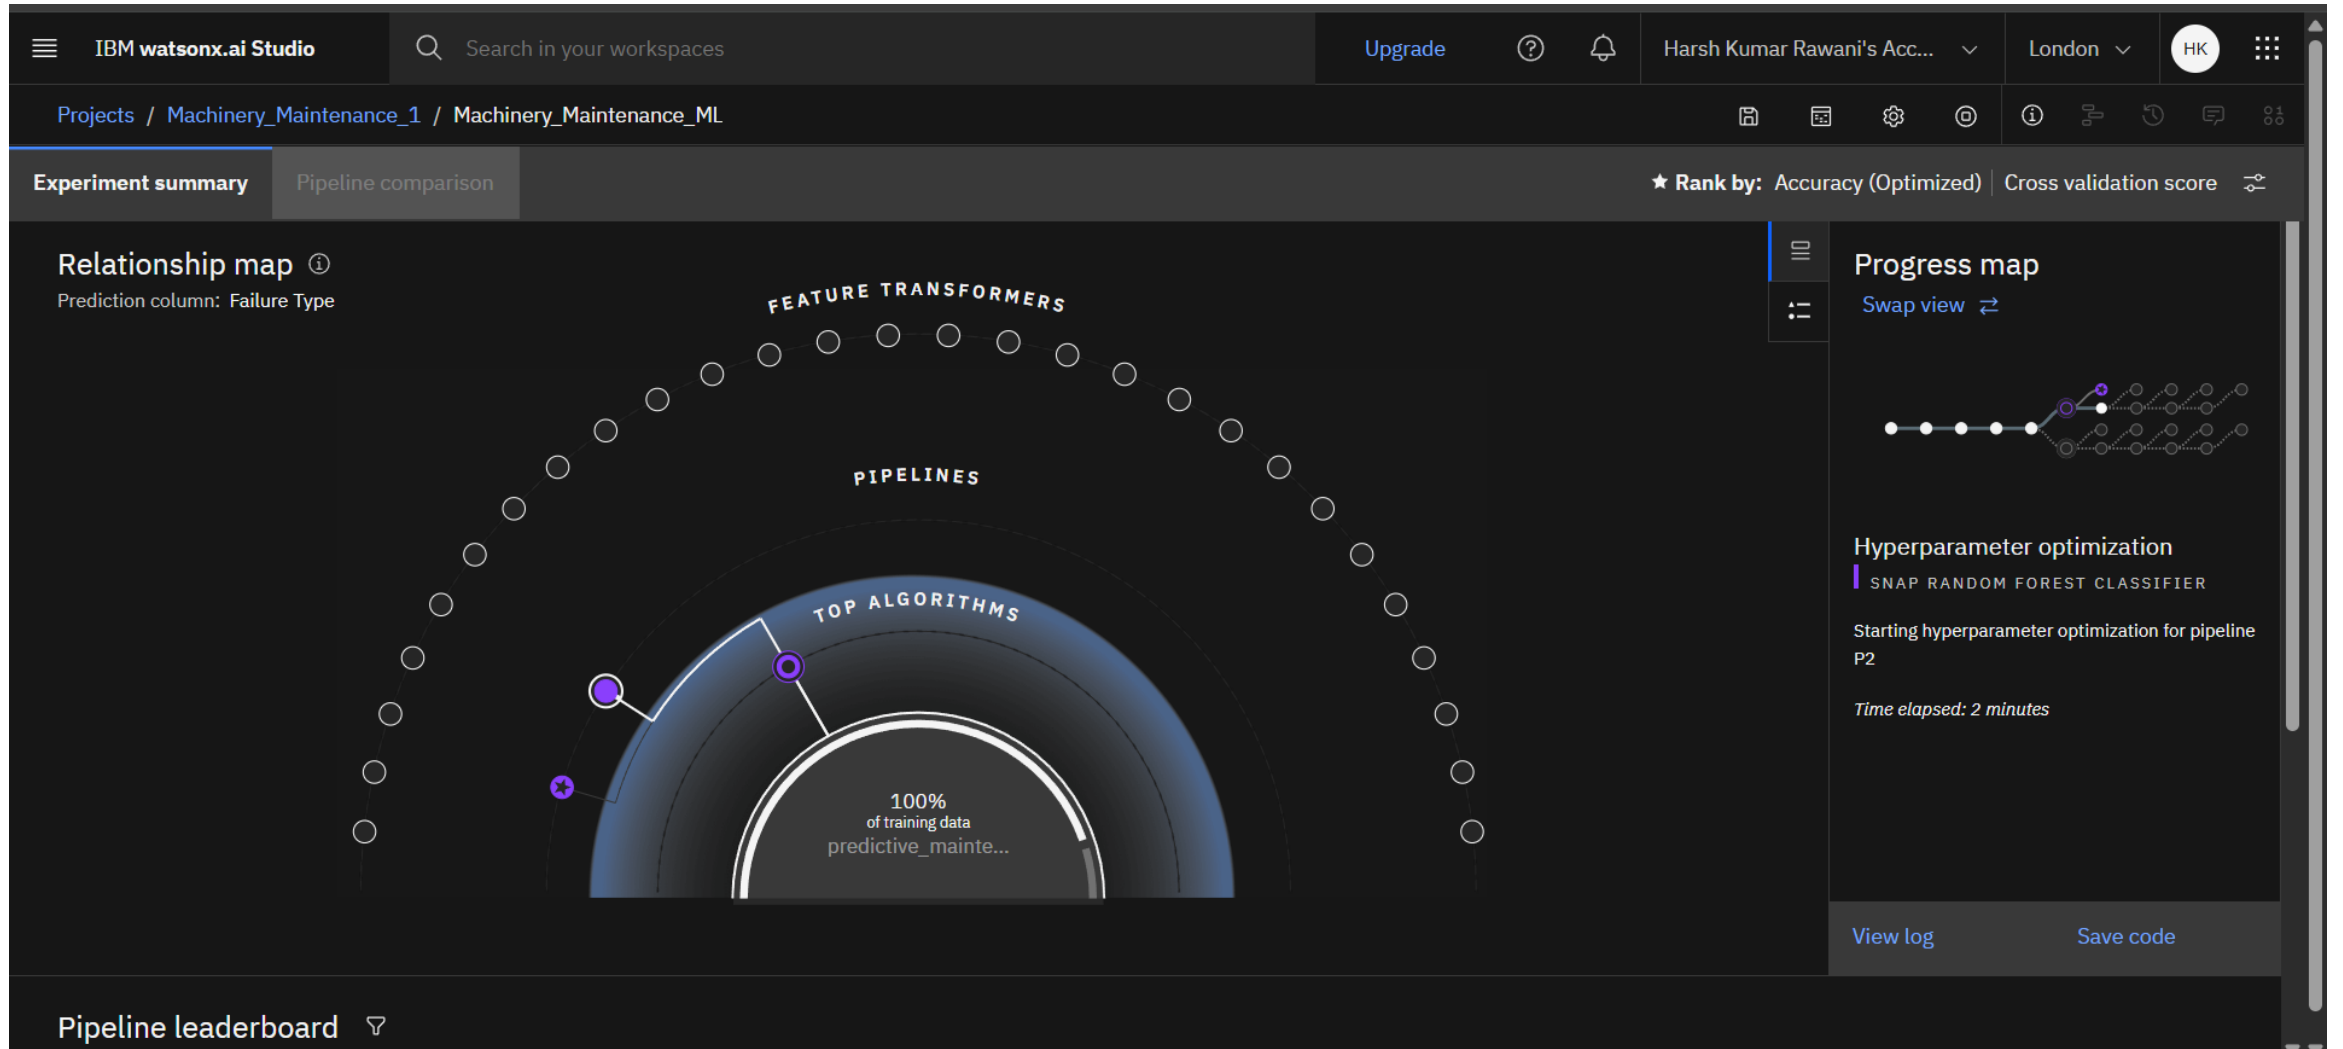 IBM watsonx.ai Studio
Search in your workspaces
Upgrade
Harsh Kumar Rawani's Acc...
London
HK
Projects / Machinery_Maintenance_1 / Machinery_Maintenance_ML
Experiment summary
Pipeline comparison
Rank by: Accuracy (Optimized) | Cross validation score
Relationship map
Prediction column: Failure Type
FEATURE TRANSFORMERS
PIPELINES
TOP ALGORITHMS
100%
of training data
predictive_mainte...
Progress map
Swap view
Hyperparameter optimization
SNAP RANDOM FOREST CLASSIFIER
Starting hyperparameter optimization for pipeline
P2
Time elapsed: 2 minutes
View log
Save code
Pipeline leaderboard